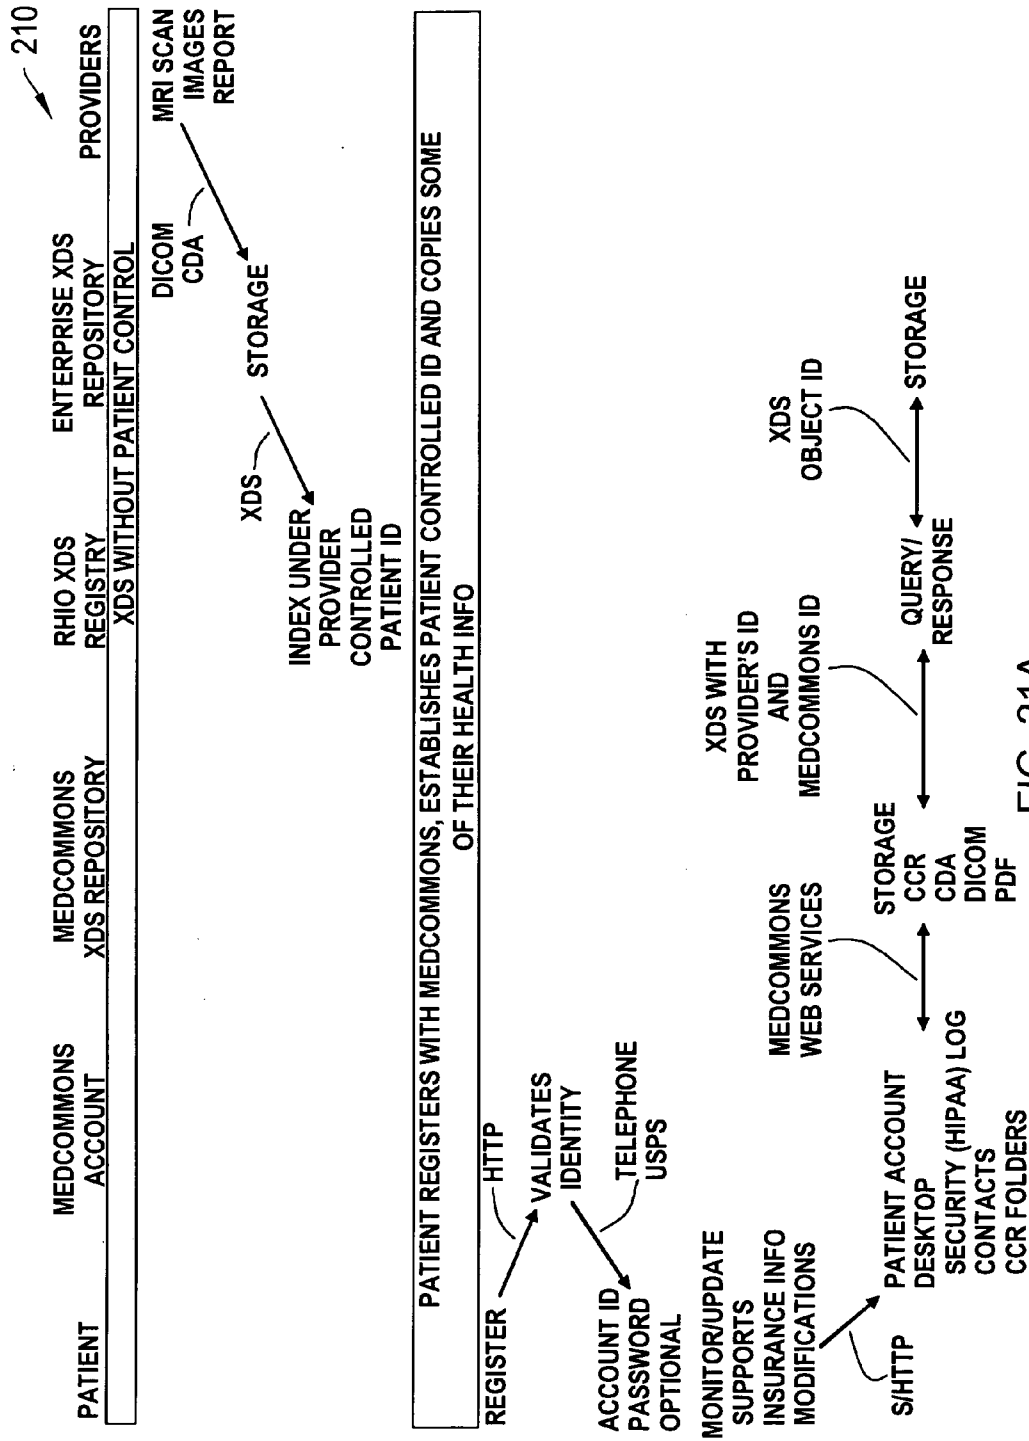 210
PATIENT
MEDCOMMONS
ACCOUNT
MEDCOMMONS
XDS REPOSITORY
RHIO XDS
REGISTRY
ENTERPRISE XDS
REPOSITORY
PROVIDERS
XDS WITHOUT PATIENT CONTROL
MRI SCAN
IMAGES
REPORT
DICOM
CDA
STORAGE
XDS
INDEX UNDER
PROVIDER
CONTROLLED
PATIENT ID
PATIENT REGISTERS WITH MEDCOMMONS, ESTABLISHES PATIENT CONTROLLED ID AND COPIES SOME
OF THEIR HEALTH INFO
REGISTER
HTTP
VALIDATES
IDENTITY
TELEPHONE
USPS
ACCOUNT ID
PASSWORD
OPTIONAL
MONITOR/UPDATE
SUPPORTS
INSURANCE INFO
MODIFICATIONS
S/HTTP
PATIENT ACCOUNT
DESKTOP
SECURITY (HIPAA) LOG
CONTACTS
CCR FOLDERS
MEDCOMMONS
WEB SERVICES
STORAGE
CCR
CDA
DICOM
PDF
XDS WITH
PROVIDER'S ID
AND
MEDCOMMONS ID
QUERY/
RESPONSE
XDS
OBJECT ID
STORAGE
FIG. 21A